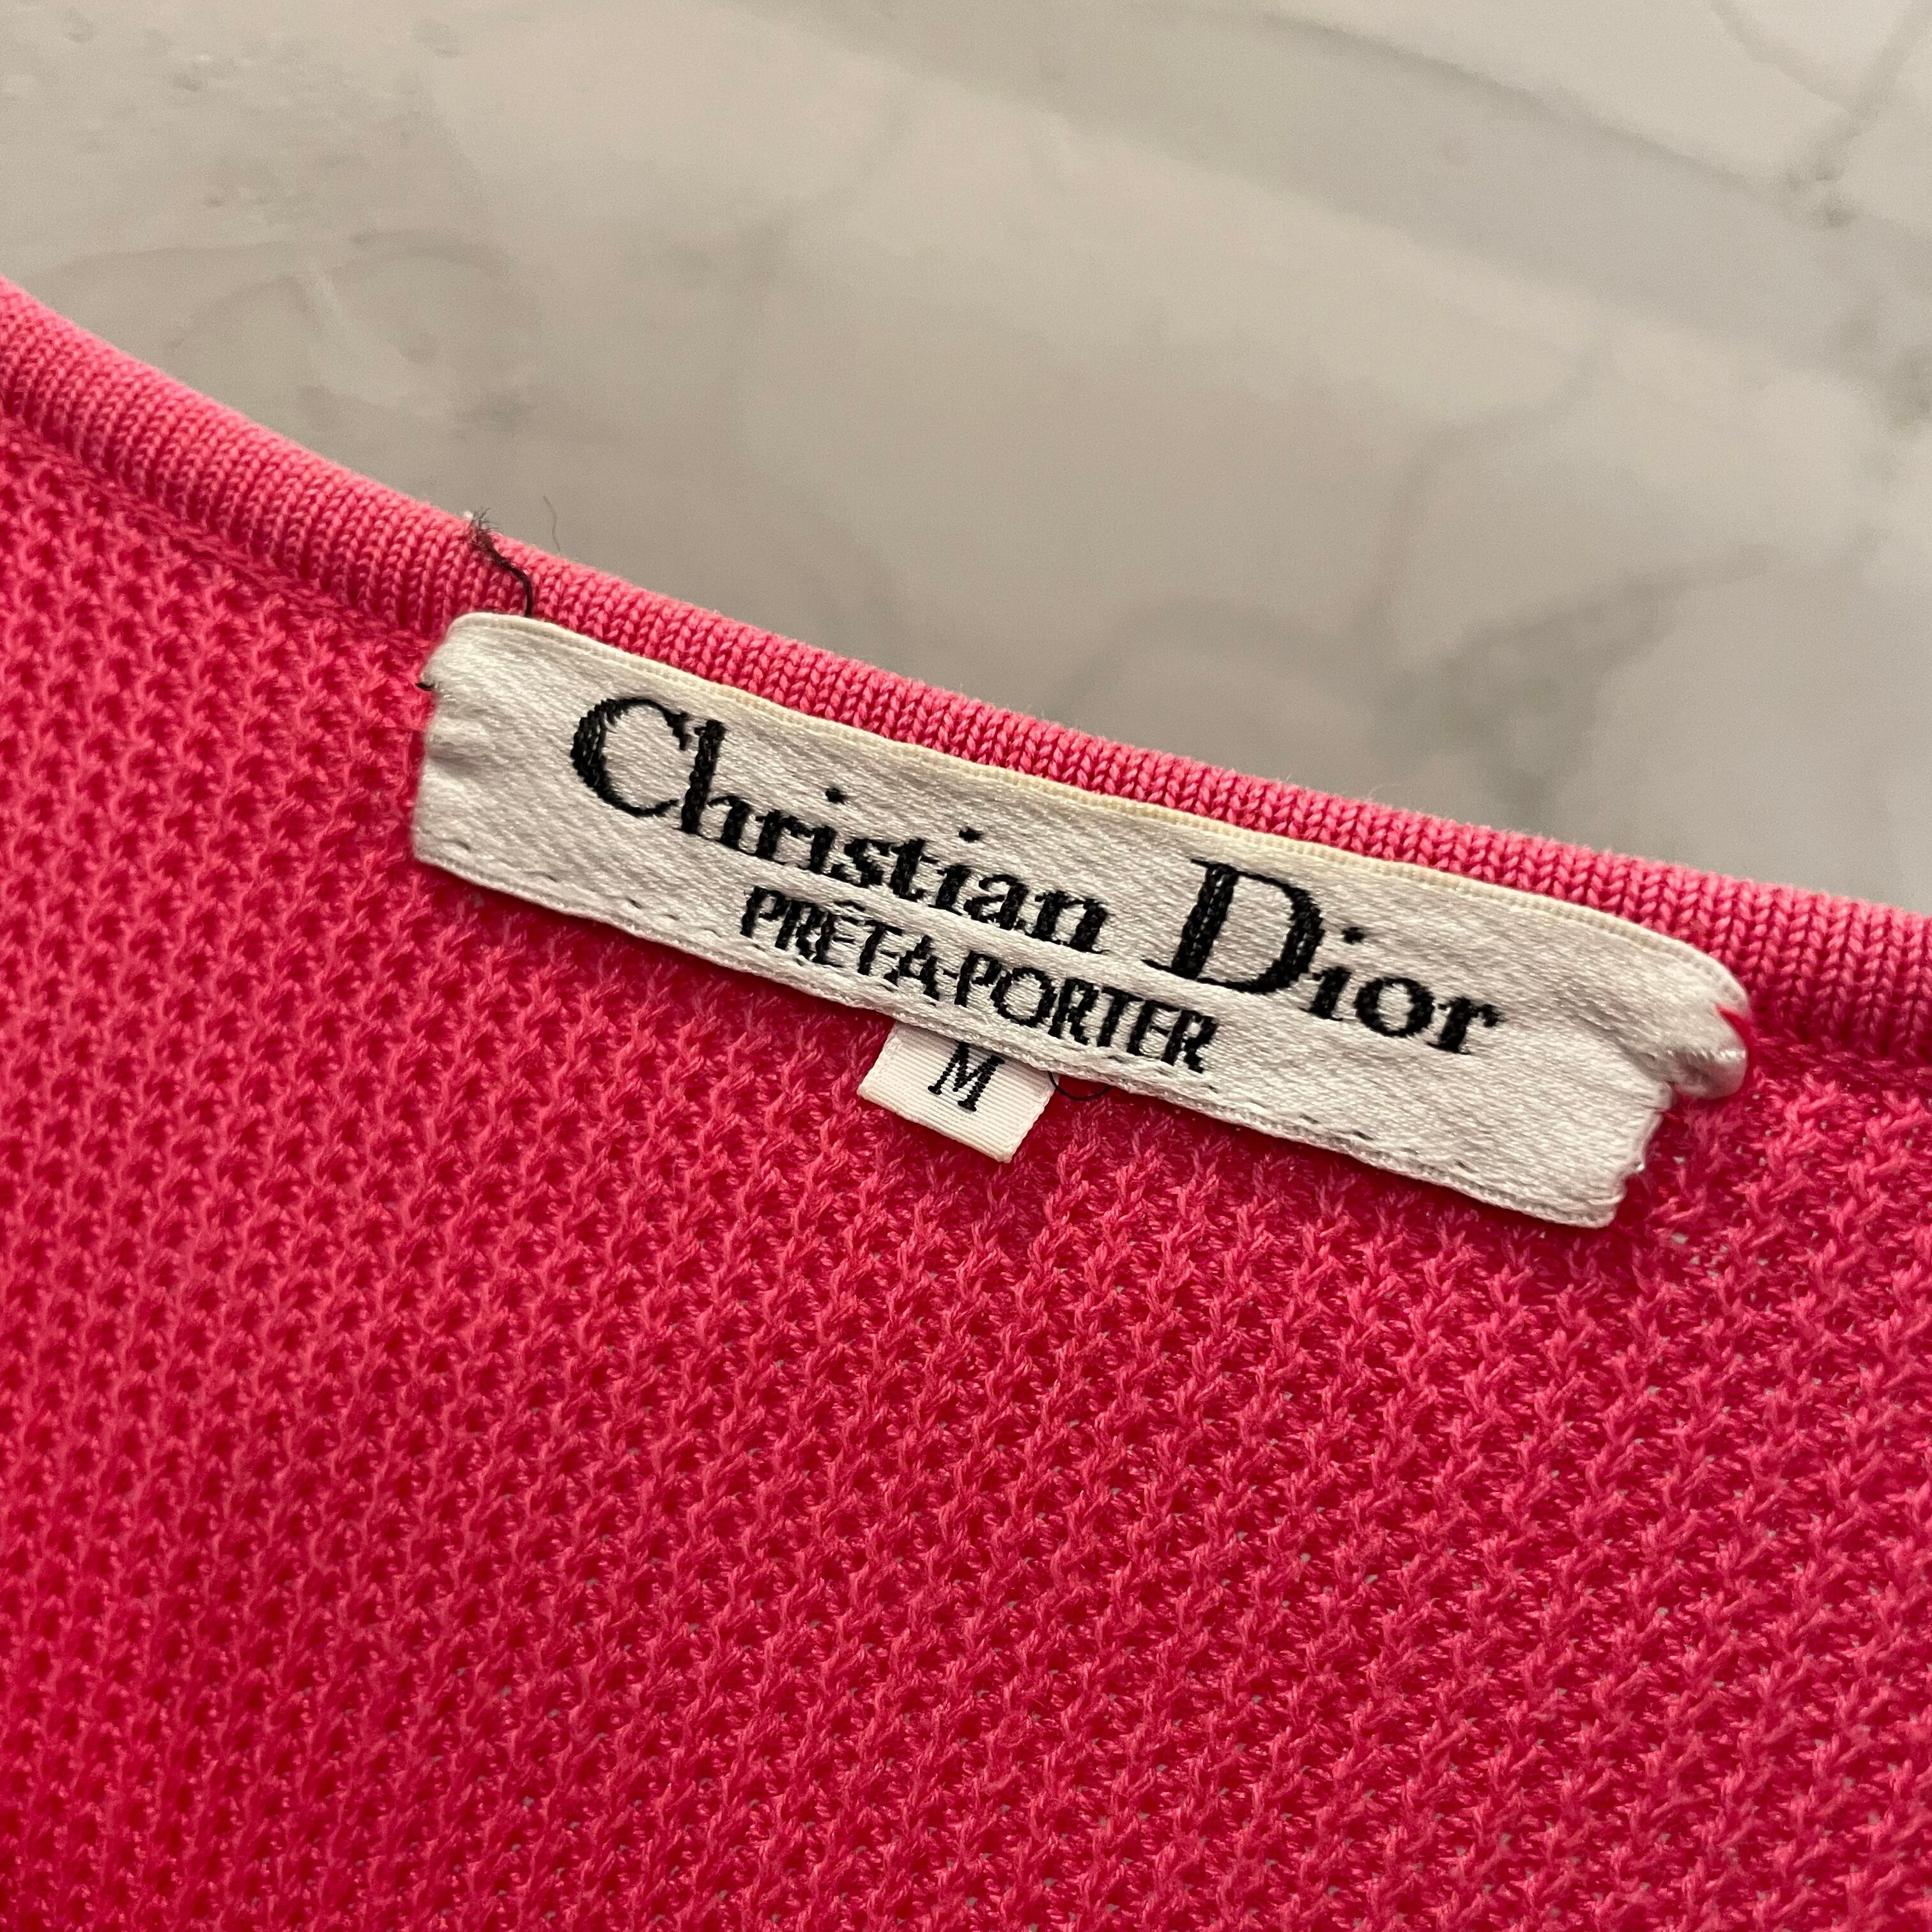 Christian Dior
PRÊT-A-PORTER
M